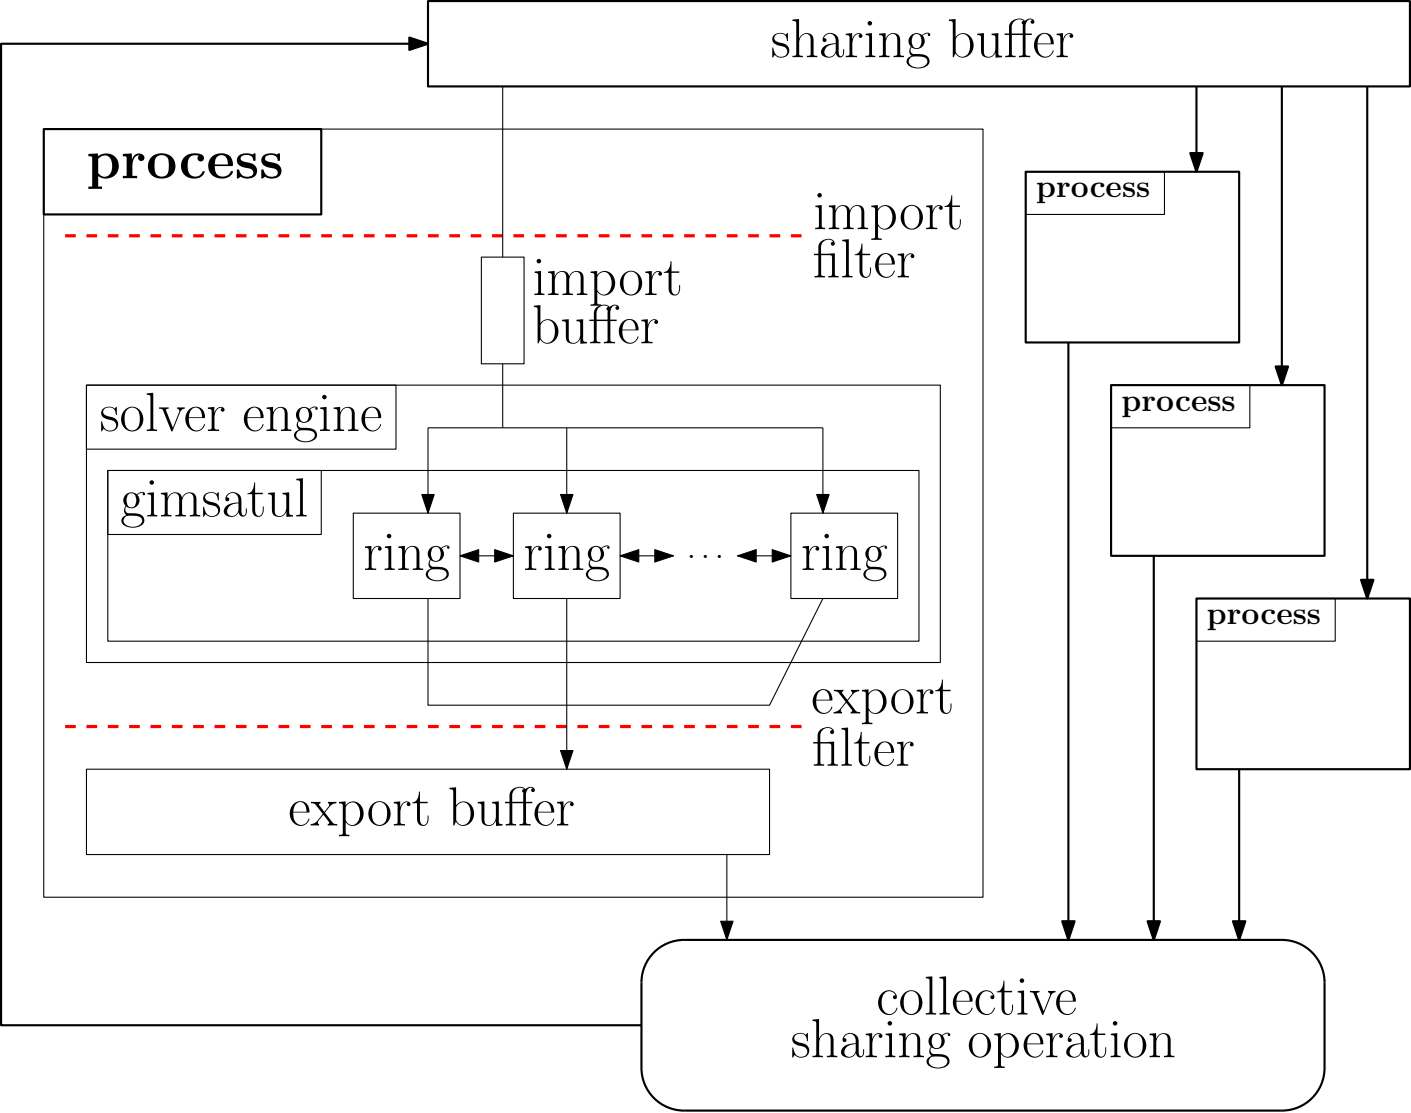 sharing buffer
process
process
import
filter
import
buffer
solver engine
process
gimsatul
ring
ring
...
ring
process
export
filter
export buffer
collective
sharing operation